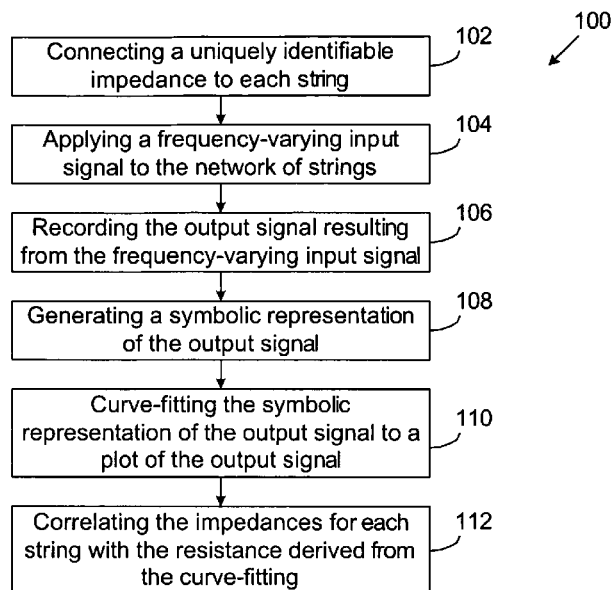 100
Connecting a uniquely identifiable
impedance to each string
102
Applying a frequency-varying input
signal to the network of strings
104
Recording the output signal resulting
from the frequency-varying input signal
106
Generating a symbolic representation
of the output signal
108
Curve-fitting the symbolic
representation of the output signal to a
plot of the output signal
110
Correlating the impedances for each
string with the resistance derived from
the curve-fitting
112